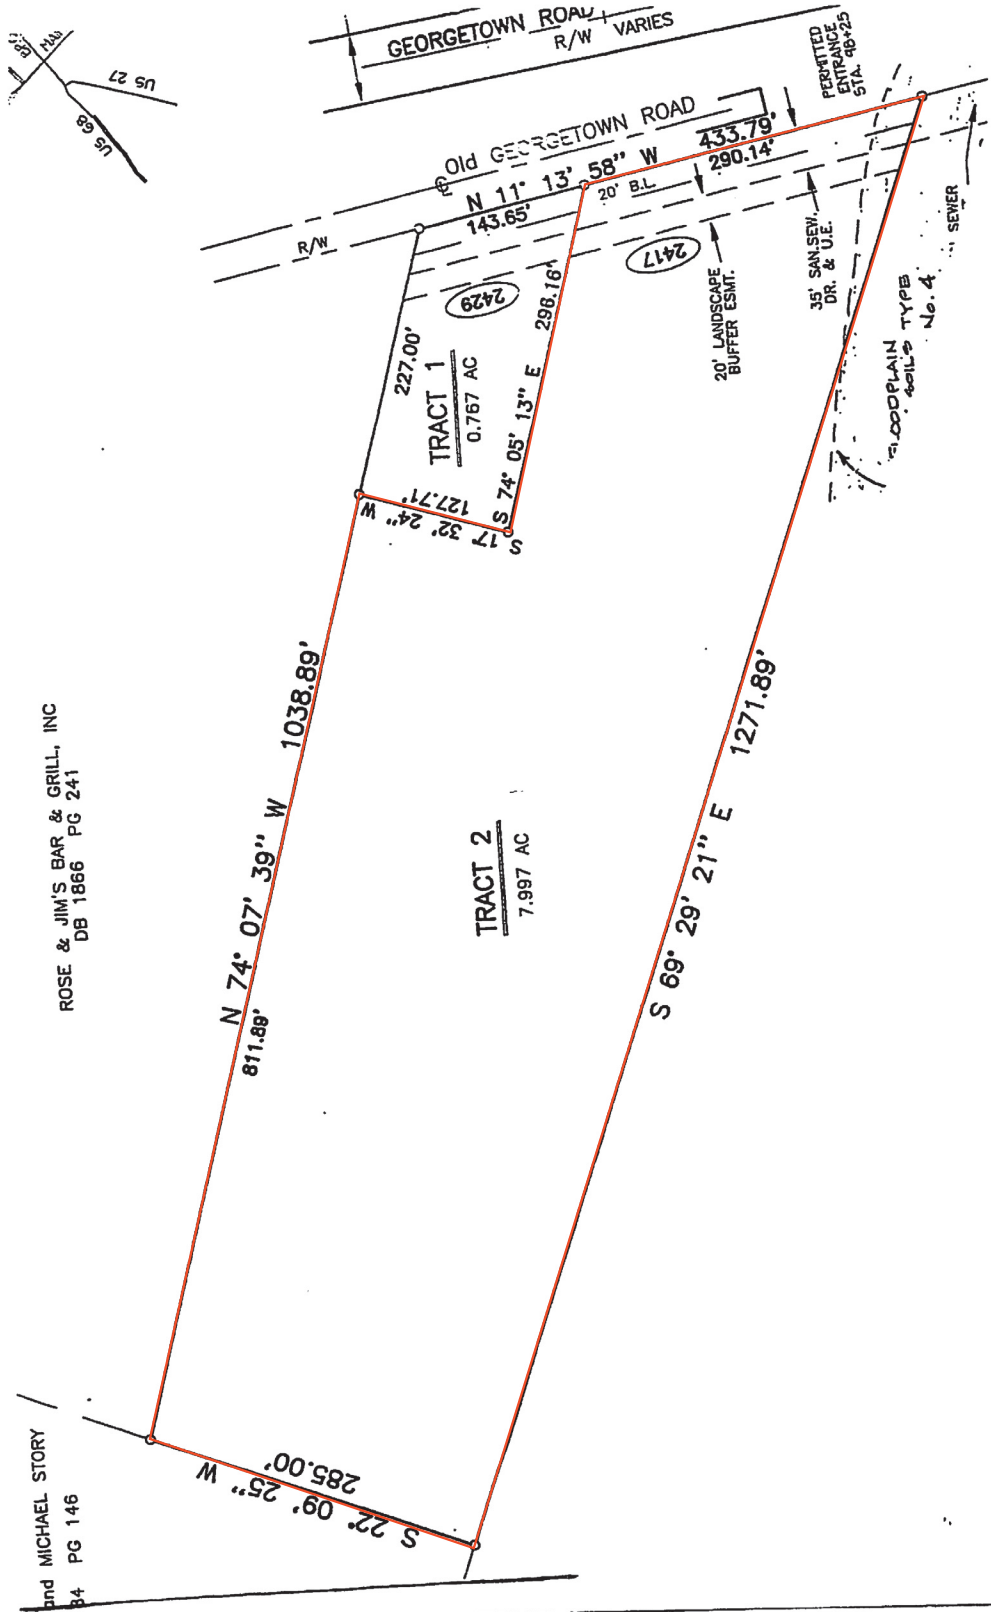 GEORGETOWN ROAD
R/W VARIES
US 27
US 68
PERMITTED
ENTRANCE
STA. 98+25
Old GEORGETOWN ROAD
N 11° 13' 58" W
433.79'
143.65'
290.14'
20' B.L.
R/W
2429
2417
20' LANDSCAPE
BUFFER ESMT.
35' SAN.SEW.
DR. & U.E.
SEWER
FLOODPLAIN
SOILS TYPE
No. 4
227.00'
TRACT 1
0.767 AC
S 74° 05' 13" E
296.16'
S 17° 32' 24" W
127.71'
N 74° 07' 39" W
1038.89'
811.89'
ROSE & JIM'S BAR & GRILL, INC
DB 1866 PG 241
TRACT 2
7.997 AC
S 69° 29' 21" E
1271.89'
S 22° 09' 25" W
285.00'
and MICHAEL STORY
84 PG 146